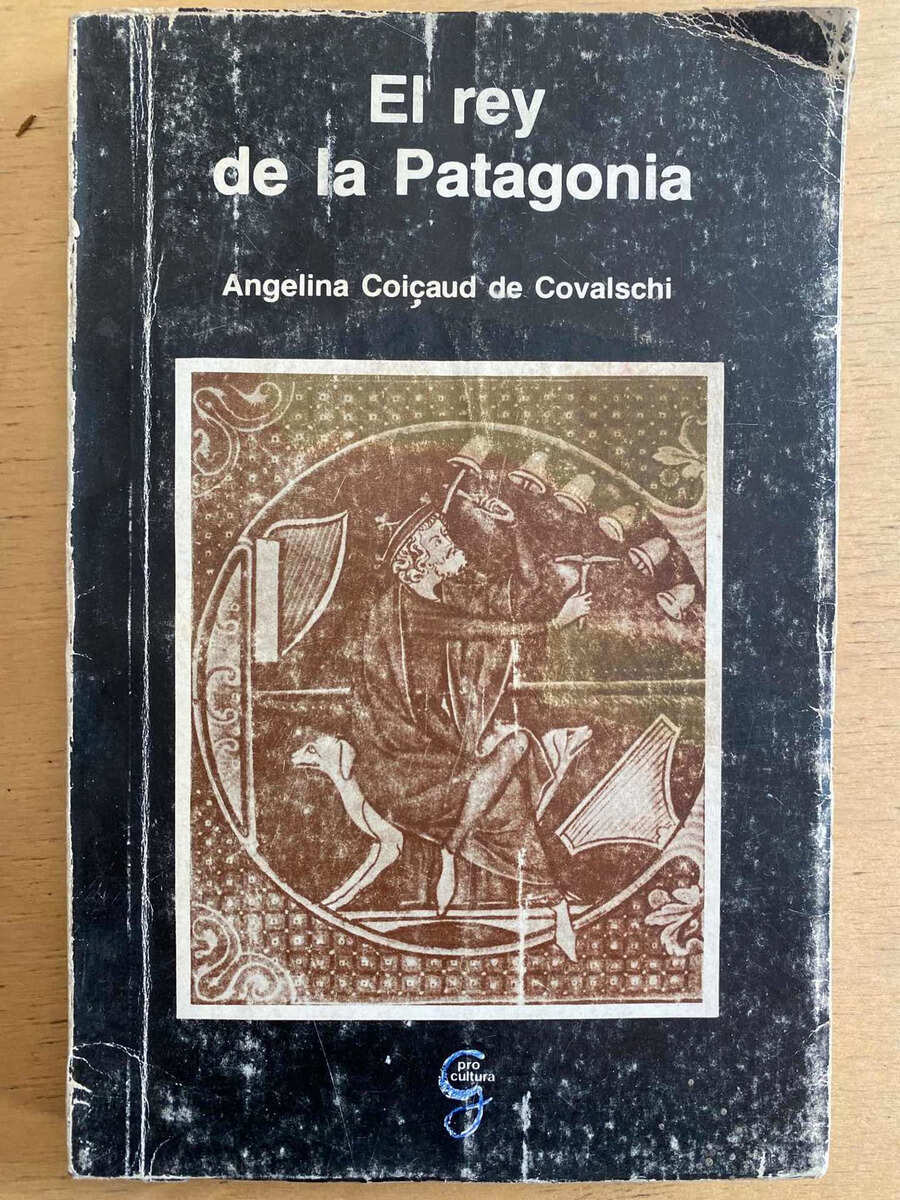 El rey
de la Patagonia
Angelina Coiçaud de Covalschi
pro
cultura